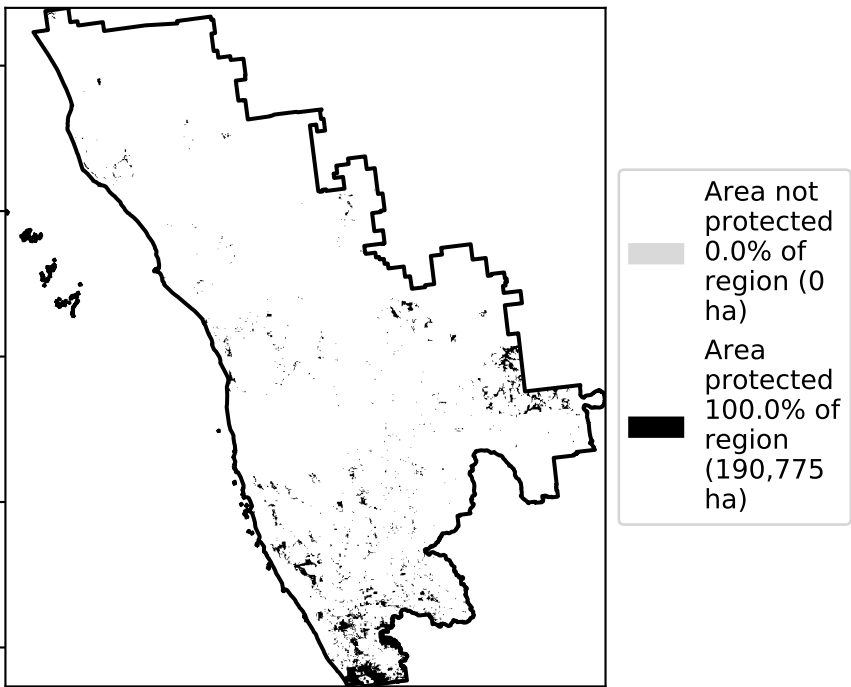 Area not
protected
0.0% of
region (0
ha)
Area
protected
100.0% of
region
(190,775
ha)